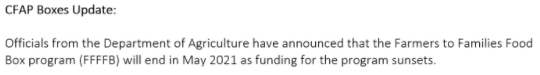 CFAP Boxes Update:
Officials from the Department of Agriculture have announced that the Farmers to Families Food
Box program (FFFFB) will end in May 2021 as funding for the program sunsets.